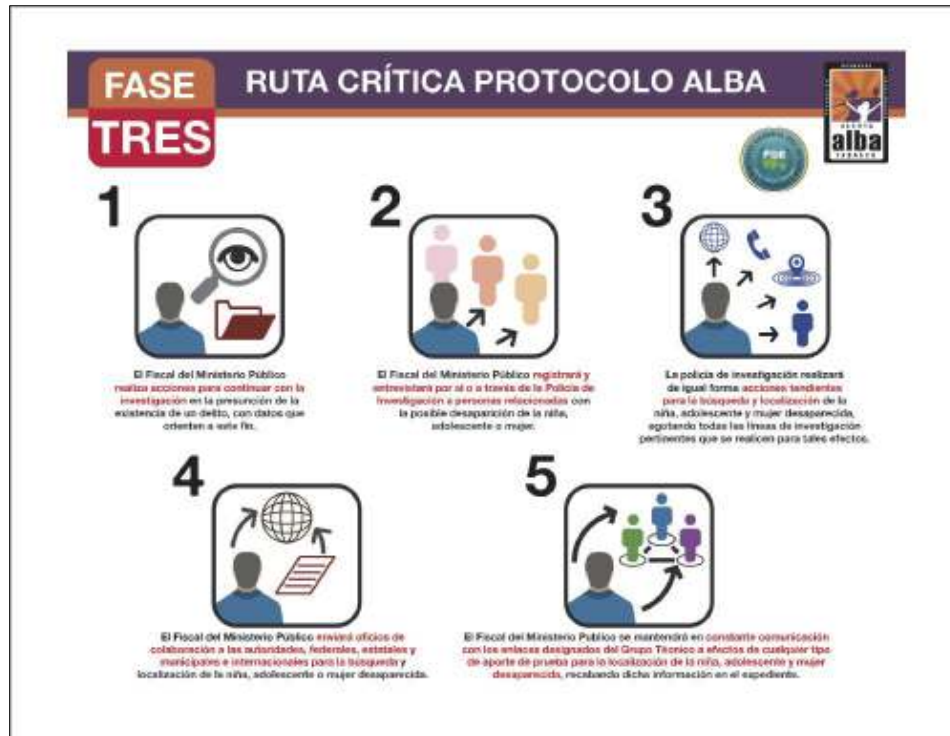 FASE
TRES
RUTA CRÍTICA PROTOCOLO ALBA
alba
1
El Fiscal del Ministerio Público
realiza acciones para continuar con la
investigación en la presunción de la
existencia de un delito, con datos que
orienten a este fin.
2
El Fiscal del Ministerio Público registrará y
entrevistará por sí o a través de la Policía de
Investigación a personas relacionadas con
la posible desaparición de la niña,
adolescente o mujer.
3
La policía de investigación realizará
de igual forma acciones tendientes
para la búsqueda y localización de la
niña, adolescente y mujer desaparecida,
agotando todas las líneas de investigación
pertinentes que se realicen para tales efectos.
4
El Fiscal del Ministerio Público enviará oficios de
colaboración a las autoridades, federales, estatales y
municipales e internacionales para la búsqueda y
localización de la niña, adolescente o mujer desaparecida.
5
El Fiscal del Ministerio Publico se mantendrá en constante comunicación
con los enlaces designados del Grupo Técnico a efectos de cualquier tipo
de aporte de prueba para la localización de la niña, adolescente y mujer
desaparecida, recabando dicha información en el expediente.